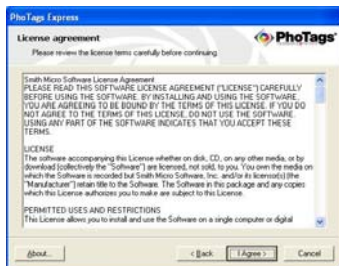 PhoTags Express
License agreement
Please review the license terms carefully before continuing.
PhoTags
Smith Micro Software License Agreement
PLEASE READ THIS SOFTWARE LICENSE AGREEMENT ("LICENSE") CAREFULLY
BEFORE USING THE SOFTWARE. BY INSTALLING AND USING THE SOFTWARE,
YOU ARE AGREEING TO BE BOUND BY THE TERMS OF THIS LICENSE. IF YOU DO
NOT AGREE TO THE TERMS OF THIS LICENSE, DO NOT USE THE SOFTWARE.
USING ANY PART OF THE SOFTWARE INDICATES THAT YOU ACCEPT THESE
TERMS.
LICENSE
The software accompanying this License whether on disk, CD, on any other media, or by
download (collectively the "Software") are licensed, not sold, to you. You own the media on
which the Software is recorded but Smith Micro Software, Inc. and/or its licensor(s) (the
"Manufacturer") retain title to the Software. The Software in this package and any copies
which this License authorizes you to make are subject to this License.
PERMITTED USES AND RESTRICTIONS
This License allows you to install and use the Software on a single computer or digital
About...
< Back
I Agree >
Cancel